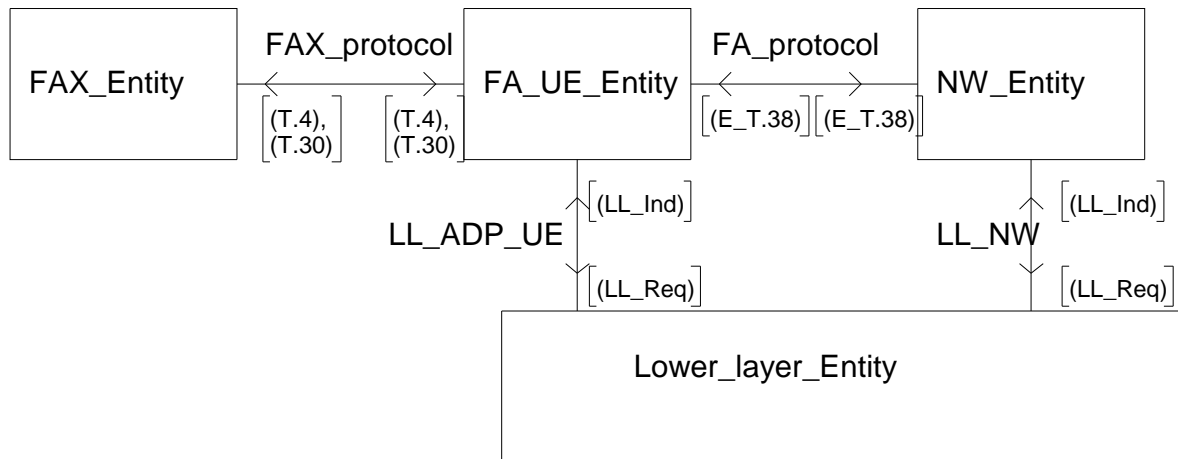 FAX_protocol
FA_protocol
FAX_Entity
FA_UE_Entity
NW_Entity
(T.4),
(T.30)
(T.4),
(T.30)
(E_T.38)
(E_T.38)
(LL_Ind)
(LL_Ind)
LL_ADP_UE
LL_NW
(LL_Req)
(LL_Req)
Lower_layer_Entity